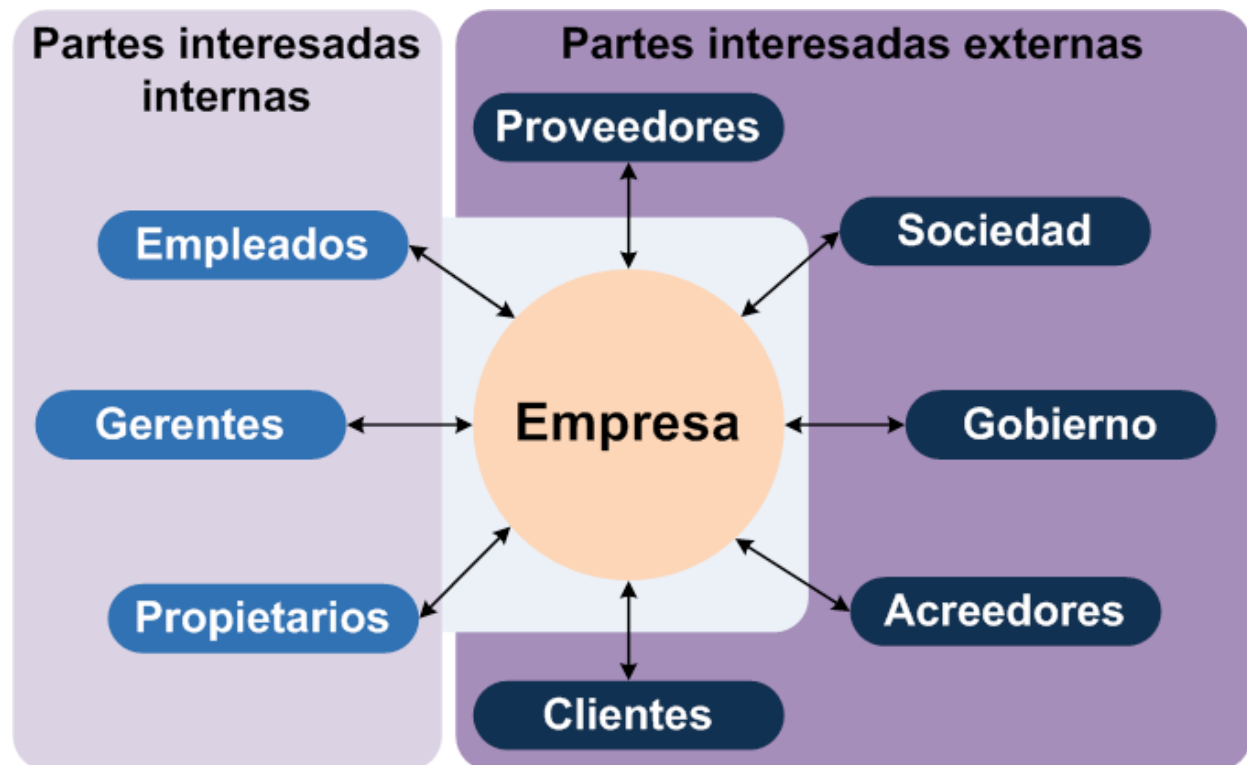 Partes interesadas
internas
Partes interesadas externas
Proveedores
Empleados
Sociedad
Gerentes
Empresa
Gobierno
Propietarios
Acreedores
Clientes